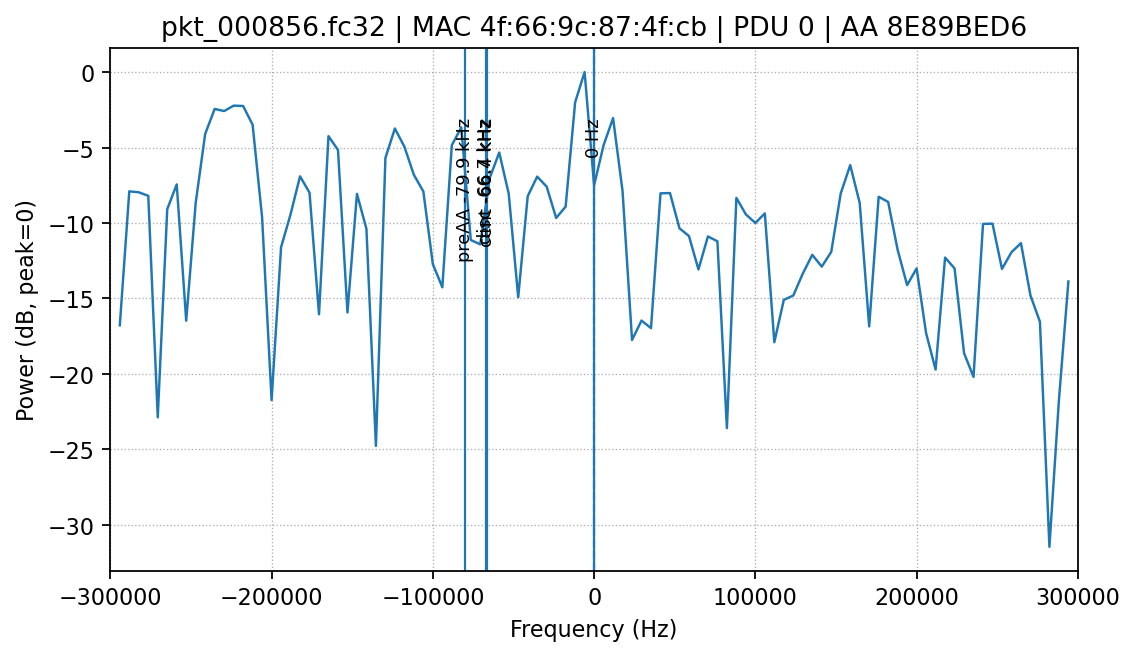 pkt_000856.fc32 | MAC 4f:66:9c:87:4f:cb | PDU 0 | AA 8E89BED6
Power (dB, peak=0)
0
−5
−10
−15
−20
−25
−30
preAA -79.9 kHz
kHz
0 Hz
−300000 −200000 −100000 0 100000 200000 300000
Frequency (Hz)